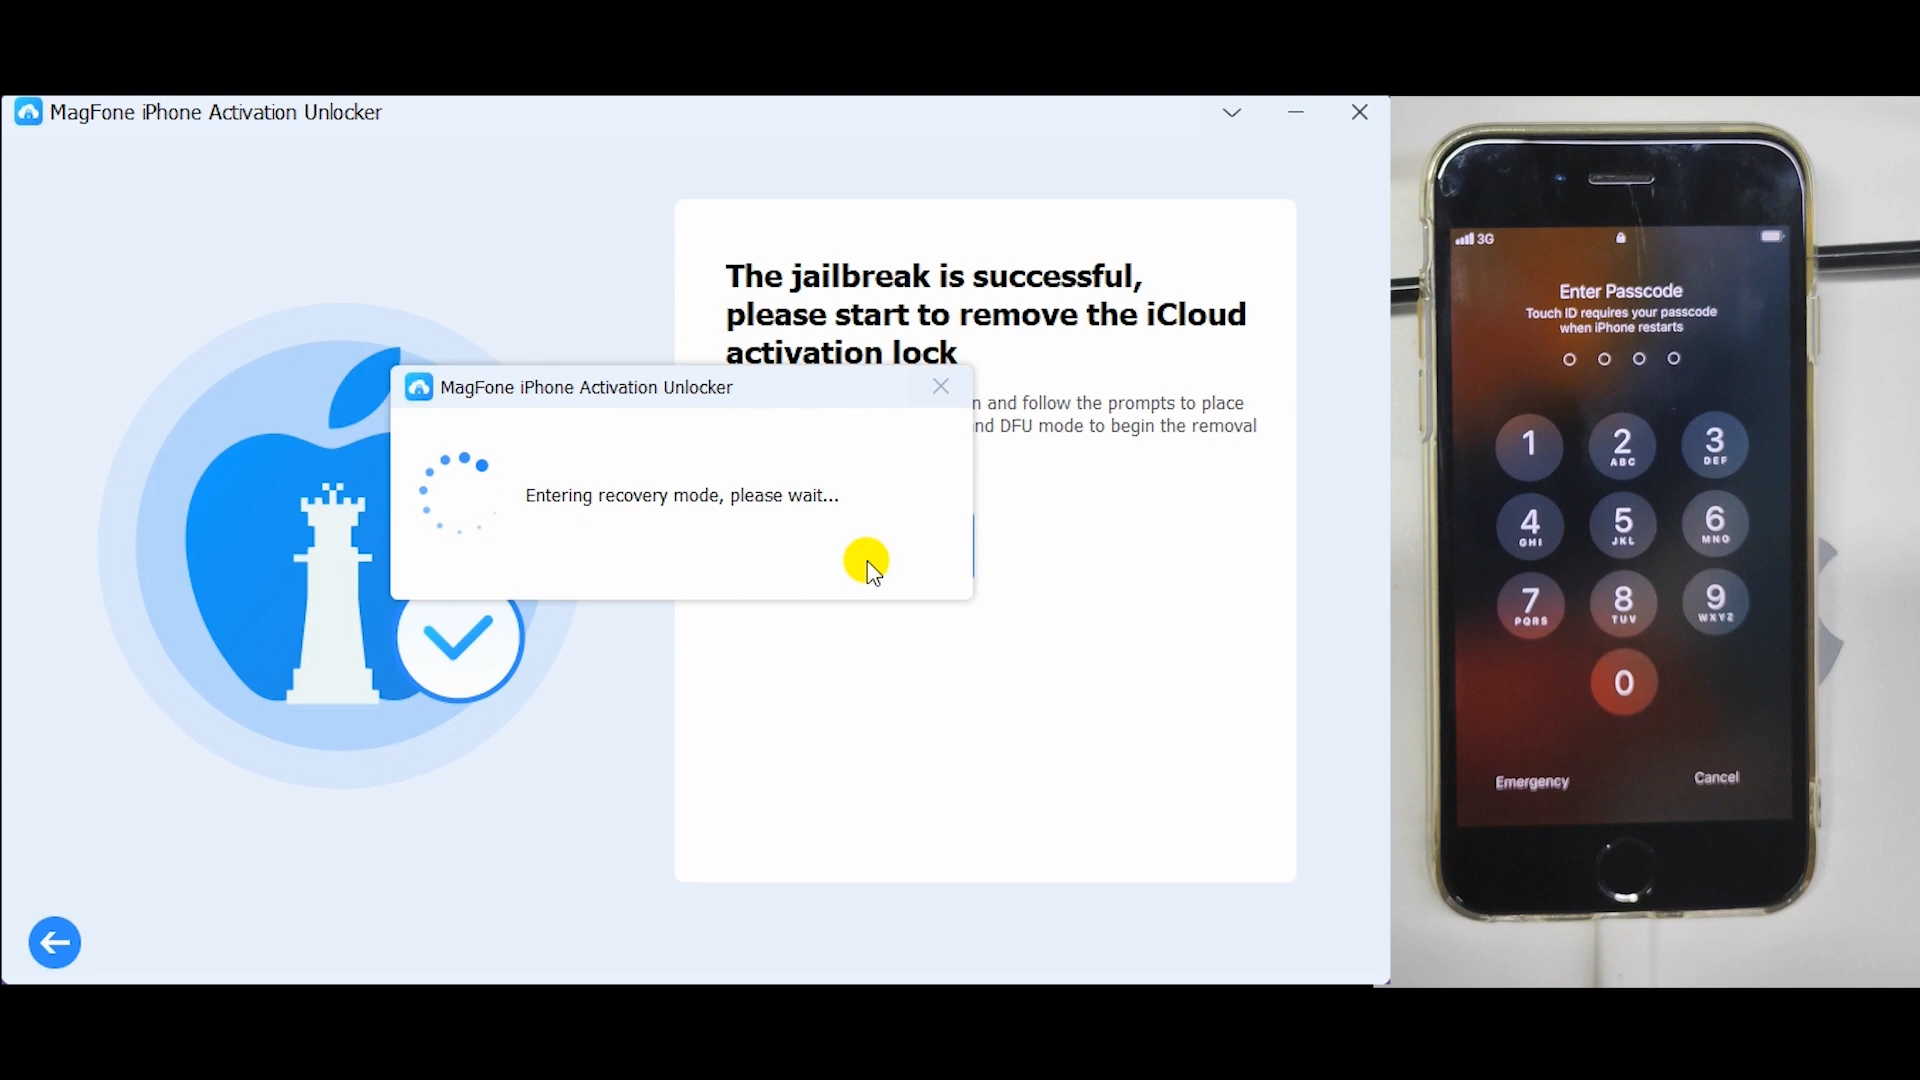 MagFone iPhone Activation Unlocker
The jailbreak is successful,
please start to remove the iCloud
activation lock
and follow the prompts to place
DFU mode to begin the removal
MagFone iPhone Activation Unlocker
Entering recovery mode, please wait...
3G
Enter Passcode
Touch ID requires your passcode
when iPhone restarts
1
2
ABC
3
DEF
4
GHI
5
JKL
6
MNO
7
PQRS
8
TUV
9
WXYZ
0
Emergency
Cancel